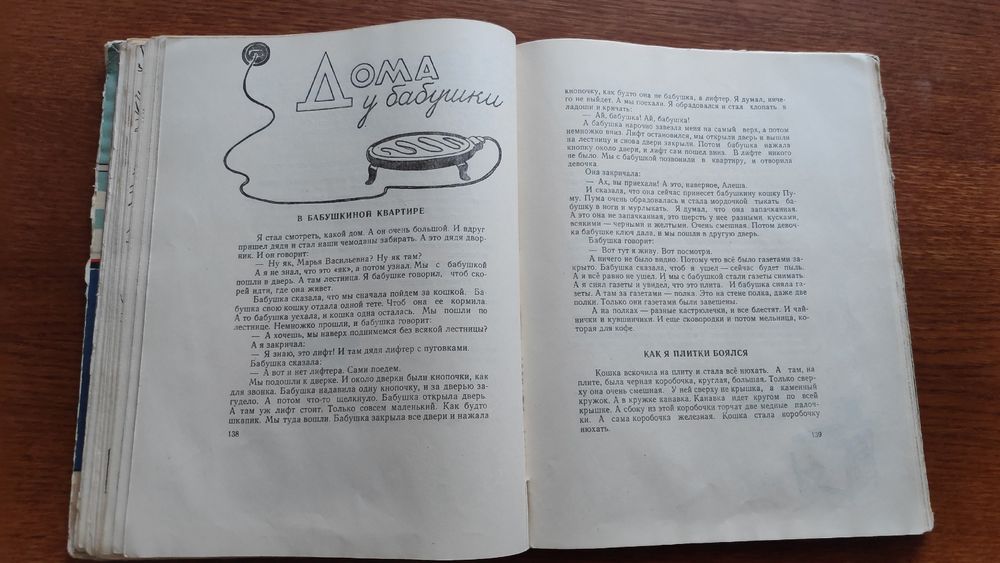 Дома
у бабушки
В БАБУШКИНОЙ КВАРТИРЕ
Я стал смотреть, какой дом. А он очень большой. И вдруг
пришел дядя и стал наши чемоданы забирать. А это дядя двор-
ник. И он говорит:
— Ну як, Марья Васильевна? Ну як там?
А я не знал, что это «як», а потом узнал. Мы с бабушкой
пошли в дверь. А там лестница. Я бабушке говорил, чтоб ско-
рей идти, где она живет.
Бабушка сказала, что мы сначала пойдем за кошкой. Ба-
бушка свою кошку отдала одной тете. Чтоб она ее кормила.
А то бабушка уехала, и кошка одна осталась. Мы пошли по
лестнице. Немножко прошли, и бабушка говорит:
— А хочешь, мы наверх поднимемся без всякой лестницы?
А я закричал:
— Я знаю, это лифт! И там дядя лифтер с пуговками.
Бабушка сказала:
— А вот и нет лифтера. Сами поедем.
Мы подошли к дверке. И около дверки были кнопочки, как
для звонка. Бабушка надавила одну кнопочку, и за дверью за-
гудело. А потом что-то щелкнуло. Бабушка открыла дверь.
А там уж лифт стоит. Только совсем маленький. Как будто
шкапик. Мы туда вошли. Бабушка закрыла все двери и нажала
138
кнопочку, как будто она не бабушка, а лифтер. Я думал, ниче-
го не выйдет. А мы поехали. Я обрадовался и стал хлопать в
ладоши и кричать:
— Ай, бабушка! Ай, бабушка!
А бабушка нарочно завезла меня на самый верх, а потом
немножко вниз. Лифт остановился, мы открыли дверь и вышли
на лестницу и снова двери закрыли. Потом бабушка нажала
кнопку около двери, и лифт сам пошел вниз. В лифте никого
не было. Мы с бабушкой позвонили в квартиру, и отворила
девочка.
Она закричала:
— Ах, вы приехали! А это, наверное, Алеша.
И сказала, что она сейчас принесет бабушкину кошку Пу-
му. Пума очень обрадовалась и стала мордочкой тыкать ба-
бушку в ноги и мурлыкать. Я думал, что она запачканная.
А это она не запачканная, это шерсть у нее разными кусками,
всякими — черными и желтыми. Очень смешная. Потом девоч-
ка бабушке ключ дала, и мы пошли в другую дверь.
Бабушка говорит:
— Вот тут я живу. Вот посмотри.
А ничего не было видно. Потому что всё было газетами за-
крыто. Бабушка сказала, чтоб я ушел — сейчас будет пыль.
А я всё равно не ушел. И мы с бабушкой стали газеты снимать.
А я снял газеты и увидел, что это плита. И бабушка сняла га-
зеты. А там за газетами — полка. Это на стене полка, даже две
полки. Только они газетами были завешены.
А на полках — разные кастрюлечки, и все блестят. И чай-
нички и кувшинчики. И еще сковородки и потом мельница, ко-
торая для кофе.
КАК Я ПЛИТКИ БОЯЛСЯ
Кошка вскочила на плиту и стала всё нюхать. А там, на
плите, была черная коробочка, круглая, большая. Только свер-
ху она очень смешная. У ней сверху не крышка, а каменный
кружок. А в кружке канавка. Канавка идет кругом по всей
крышке. А сбоку из этой коробочки торчат две медные палоч-
ки. А сама коробочка железная. Кошка стала коробочку
нюхать.
139